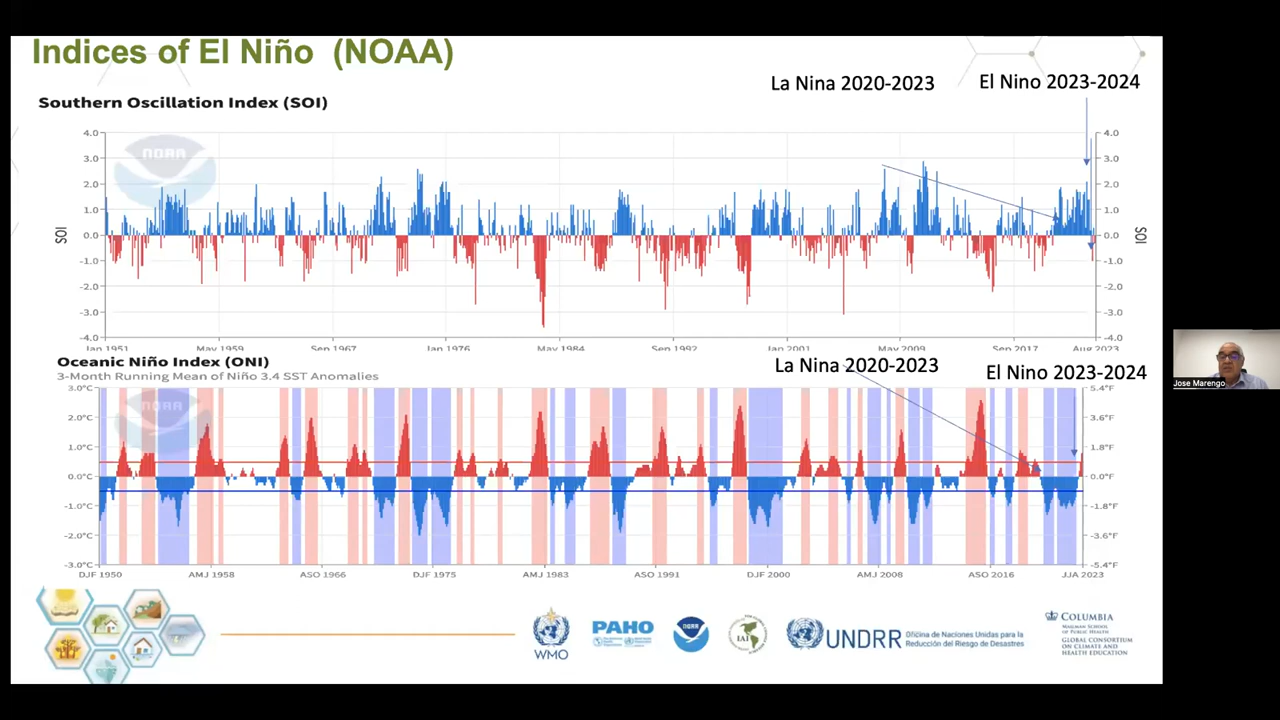 Indices of El Niño (NOAA)
La Nina 2020-2023
El Nino 2023-2024
Southern Oscillation Index (SOI)
4.0
3.0
2.0
1.0
0.0
-1.0
-2.0
-3.0
-4.0
SOI
NOAA
4.0
3.0
2.0
1.0
0.0
-1.0
-2.0
-3.0
-4.0
SOI
Jan 1951
May 1959
Sep 1967
Jan 1976
May 1984
Sep 1992
Jan 2001
May 2009
Sep 2017
Aug 2023
Oceanic Niño Index (ONI)
3-Month Running Mean of Niño 3.4 SST Anomalies
La Nina 2020-2023
El Nino 2023-2024
3.0°C
2.0°C
1.0°C
0.0°C
-1.0°C
-2.0°C
-3.0°C
NOAA
5.4°F
3.6°F
1.8°F
0.0°F
-1.8°F
-3.6°F
-5.4°F
DJF 1950
AMJ 1958
ASO 1966
DJF 1975
AMJ 1983
ASO 1991
DJF 2000
AMJ 2008
ASO 2016
JJA 2023
Jose Marengo
WMO
PAHO
NOAA
IAI
UNDRR
Oficina de Naciones Unidas para la
Reducción del Riesgo de Desastres
COLUMBIA
MAILMAN SCHOOL
OF PUBLIC HEALTH
GLOBAL CONSORTIUM
ON CLIMATE AND
HEALTH EDUCATION